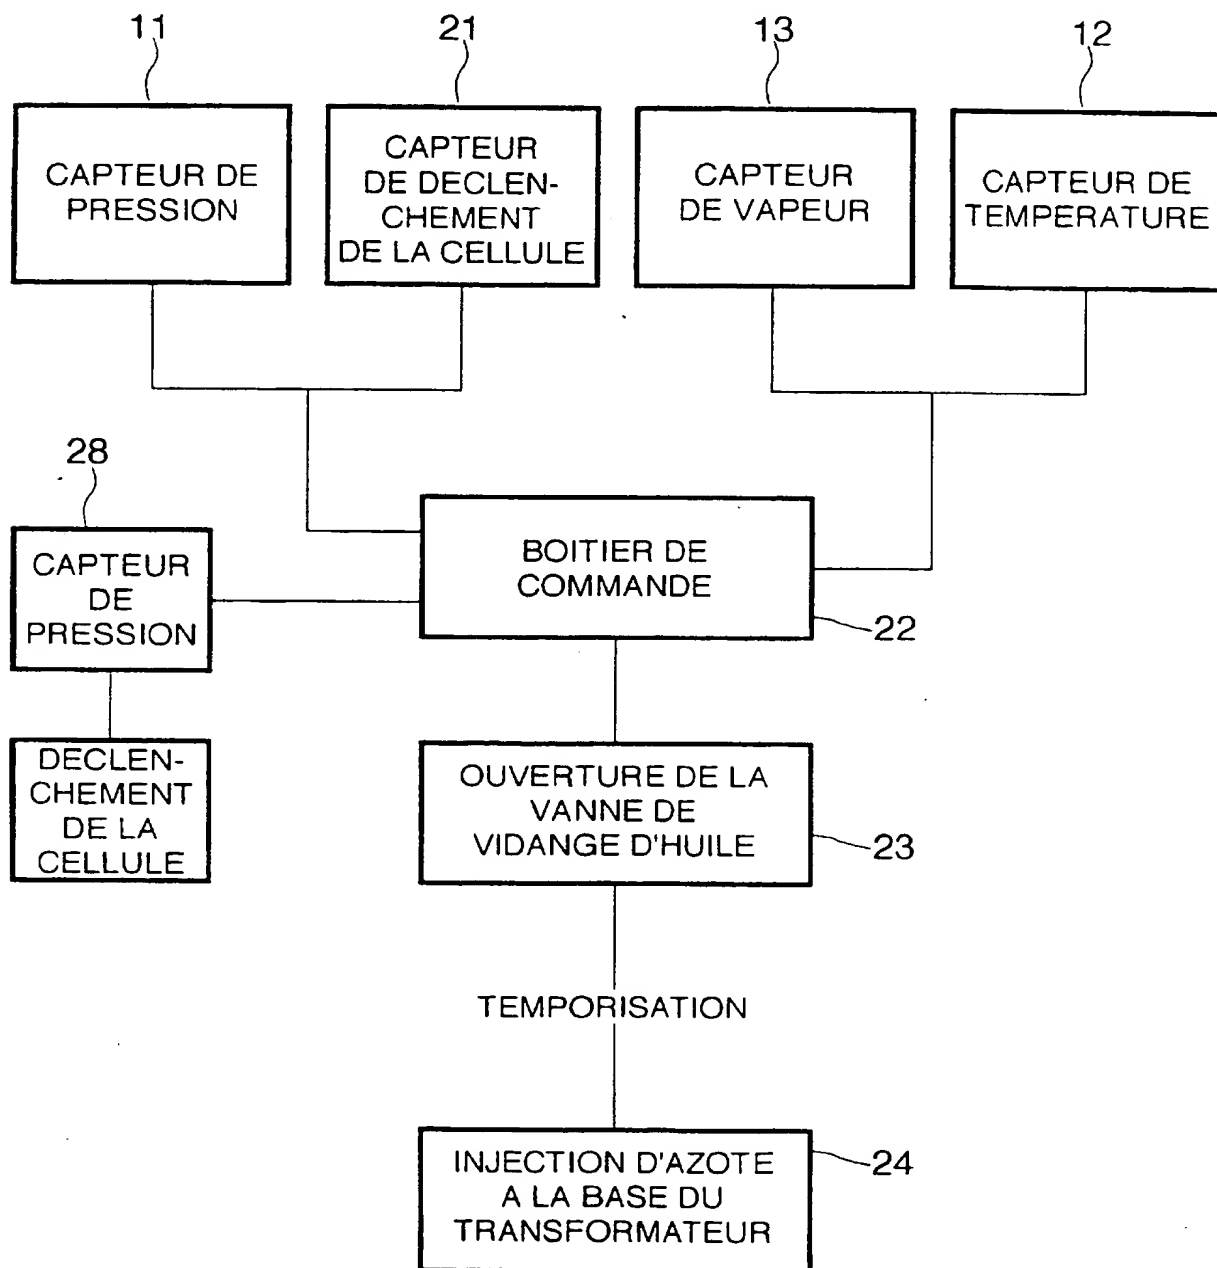 11
21
13
12
CAPTEUR DE
PRESSION
CAPTEUR
DE DECLEN-
CHEMENT
DE LA CELLULE
CAPTEUR
DE VAPEUR
CAPTEUR DE
TEMPERATURE
28
CAPTEUR
DE
PRESSION
BOITIER DE
COMMANDE
22
DECLEN-
CHEMENT
DE LA
CELLULE
OUVERTURE DE LA
VANNE DE
VIDANGE D'HUILE
23
TEMPORISATION
INJECTION D'AZOTE
A LA BASE DU
TRANSFORMATEUR
24